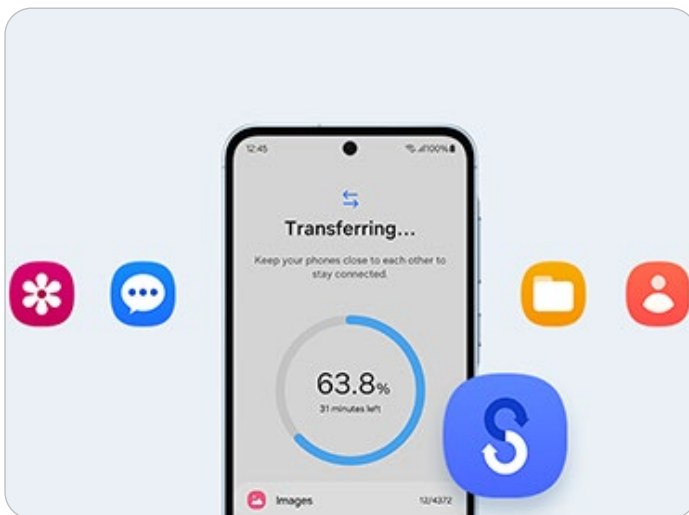 12:45
100%
Transferring...
Keep your phones close to each other to
stay connected.
63.8%
31 minutes left
Images
12/4372